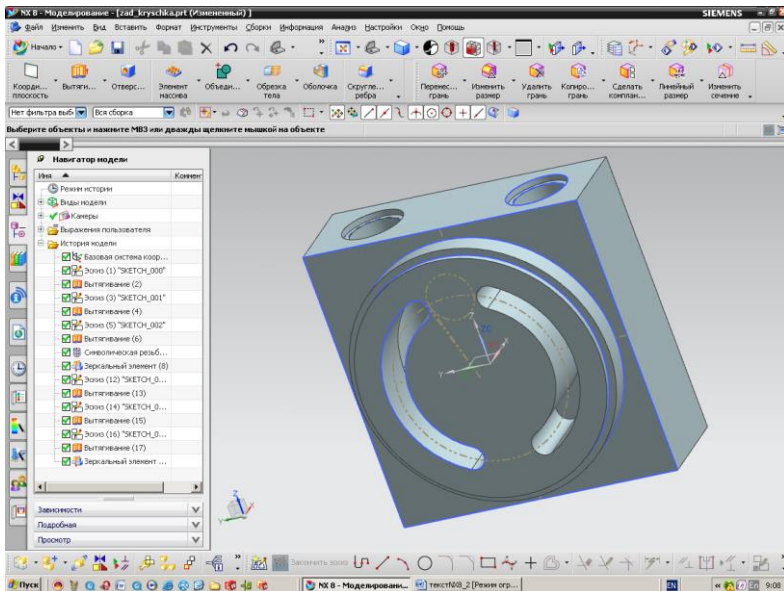 NX 8 - Моделирование - [zad_kryschka.prt (Измененный) ]
SIEMENS
Файл Изменить Вид Вставить Формат Инструменты Сборки Информация Анализ Настройки Окно Помощь
Начало
Коорди... Вытягн... Отверс... Элемент Объеди... Обрезка Оболочка Скругле... Перемес... Изменить Удалить Копиро... Сделать Линейный Изменить
плоскость массива тела ребра грань размер грань грань комплан... размер сечение
Нет фильтра выб Вся сборка
Выберите объекты и нажмите МВ3 или дважды щелкните мышкой на объекте
Навигатор модели
Имя Коммен
Режим истории
Виды модели
Камеры
Выражения пользователя
История модели
Базовая система коор...
Эскиз (1) "SKETCH_000"
Вытягивание (2)
Эскиз (3) "SKETCH_001"
Вытягивание (4)
Эскиз (5) "SKETCH_002"
Вытягивание (6)
Символическая резьб...
Зеркальный элемент (8)
Эскиз (12) "SKETCH_0...
Вытягивание (13)
Эскиз (14) "SKETCH_0...
Вытягивание (15)
Эскиз (16) "SKETCH_0...
Вытягивание (17)
Зеркальный элемент ...
Зависимости
Подробная
Просмотр
Закончить эскиз
Пуск
NX 8 - Моделировани...
текстNX8_2 [Режим огр...
EN
9:08